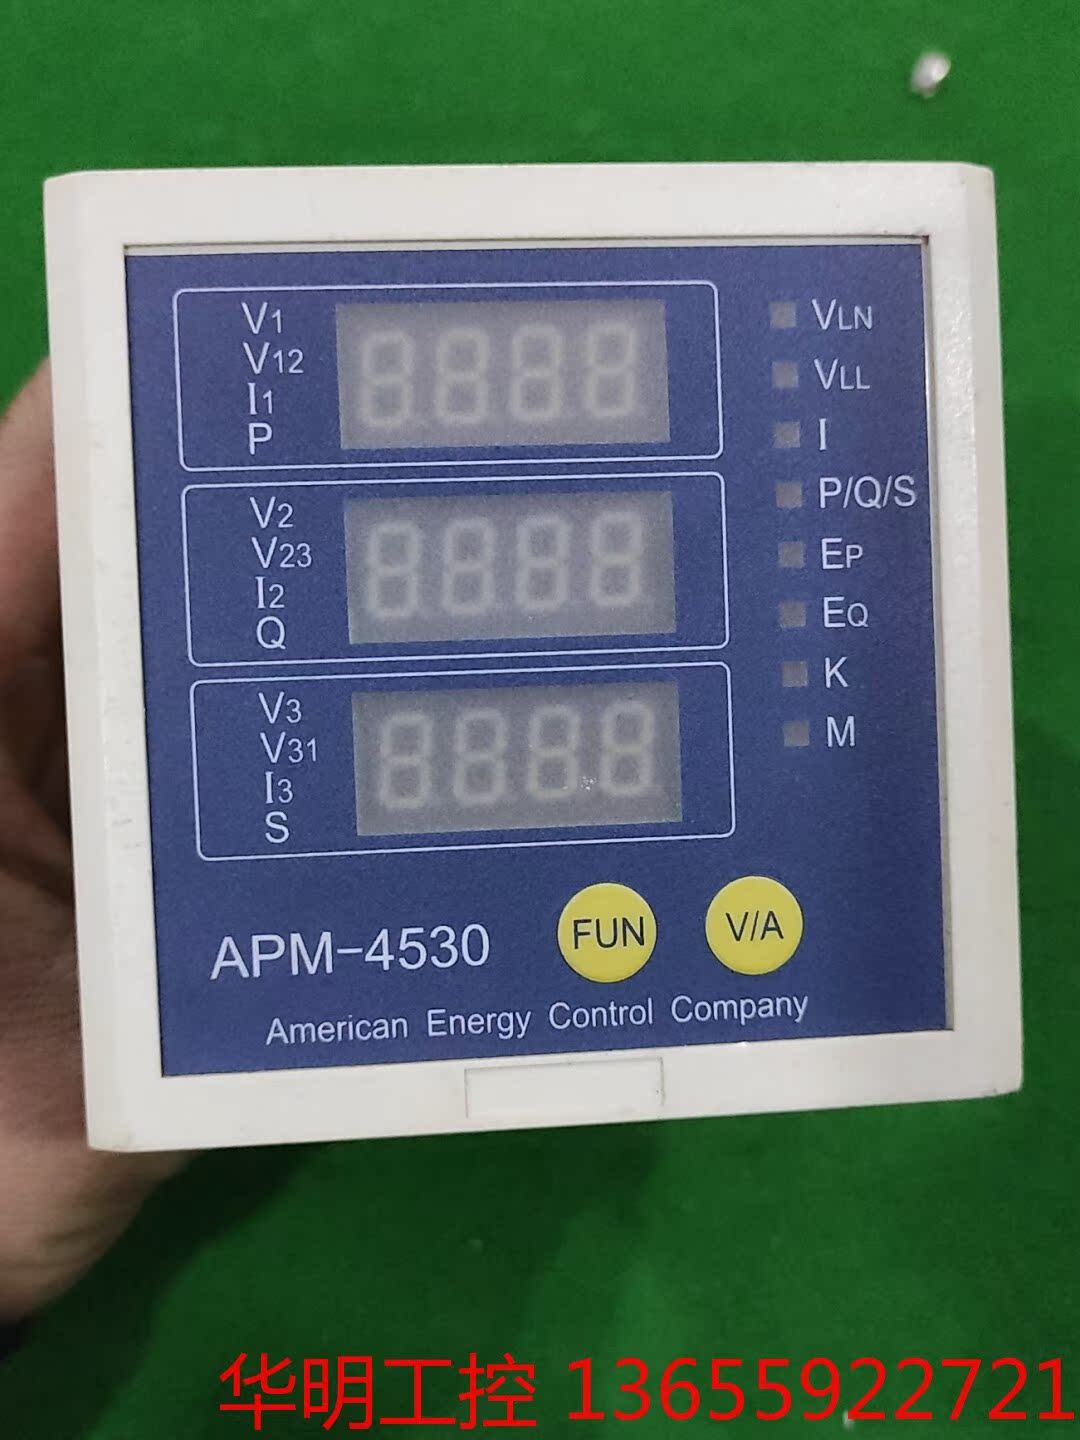 V1
V12
I1
P
V2
V23
I2
Q
V3
V31
I3
S
VLN
VLL
I
P/Q/S
EP
EQ
K
M
APM-4530
FUN
V/A
American Energy Control Company
华明工控 13655922721